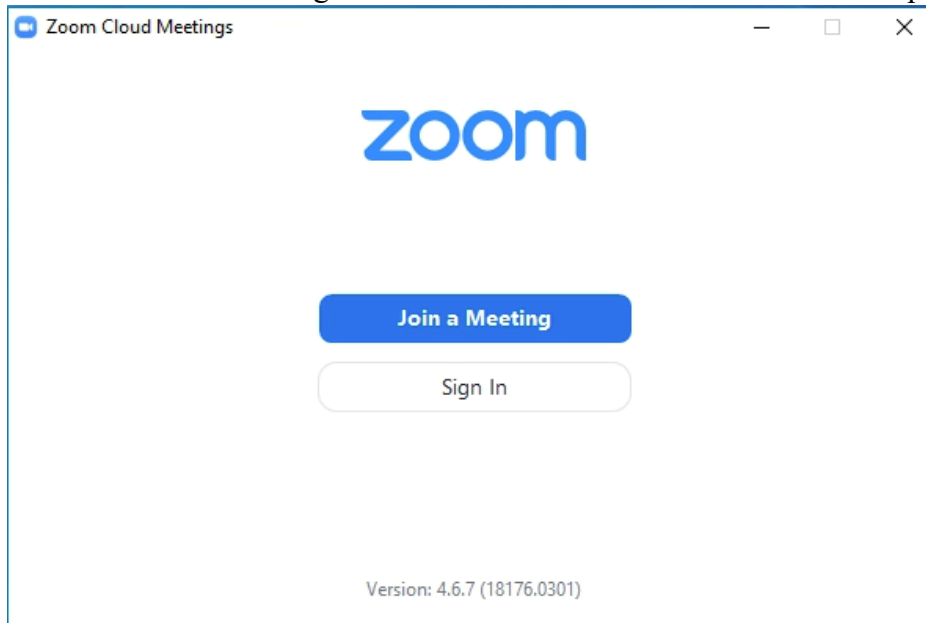 Zoom Cloud Meetings
zoom
Join a Meeting
Sign In
Version: 4.6.7 (18176.0301)